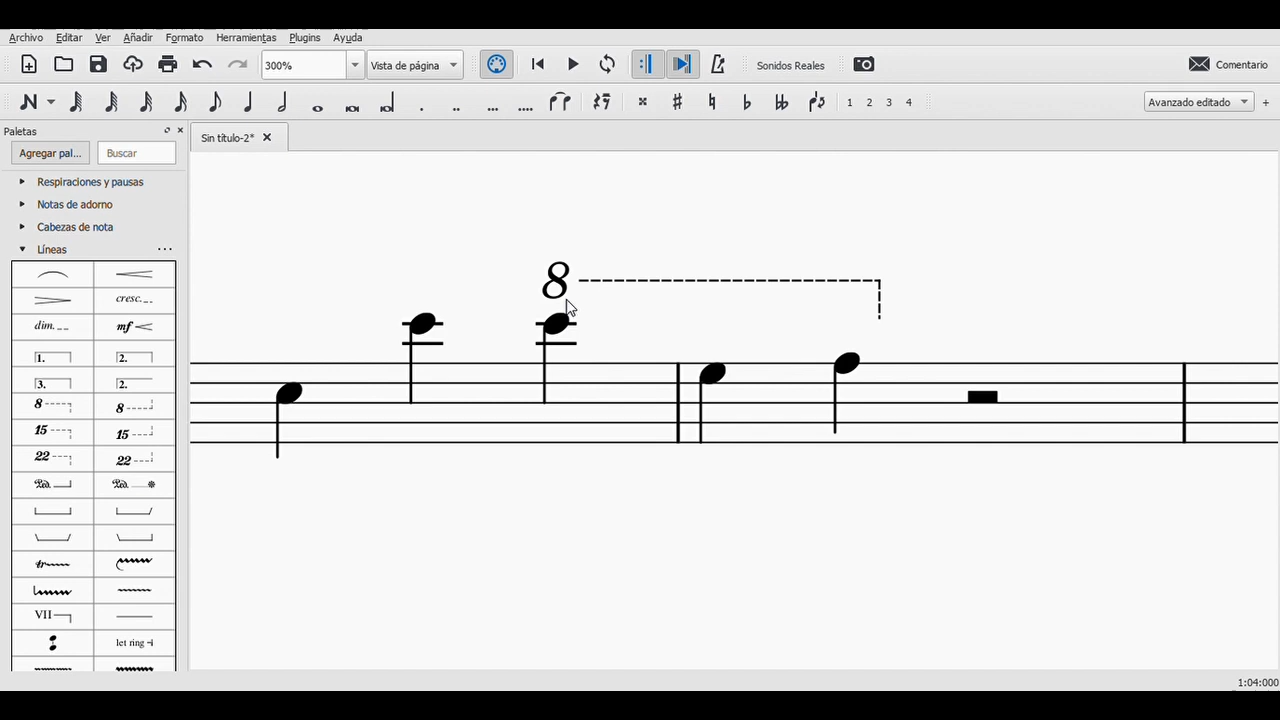 Archivo Editar Ver Añadir Formato Herramientas Plugins Ayuda
300% Vista de página Sonidos Reales Comentario
1 2 3 4 Avanzado editado +
Paletas
Sin título-2*
Agregar pal... Buscar
Respiraciones y pausas
Notas de adorno
Cabezas de nota
Líneas ...
cresc.
dim. mf
1. 2.
3. 2.
8 8
15 15
22 22
tr
VII
let ring
8
1:04:000